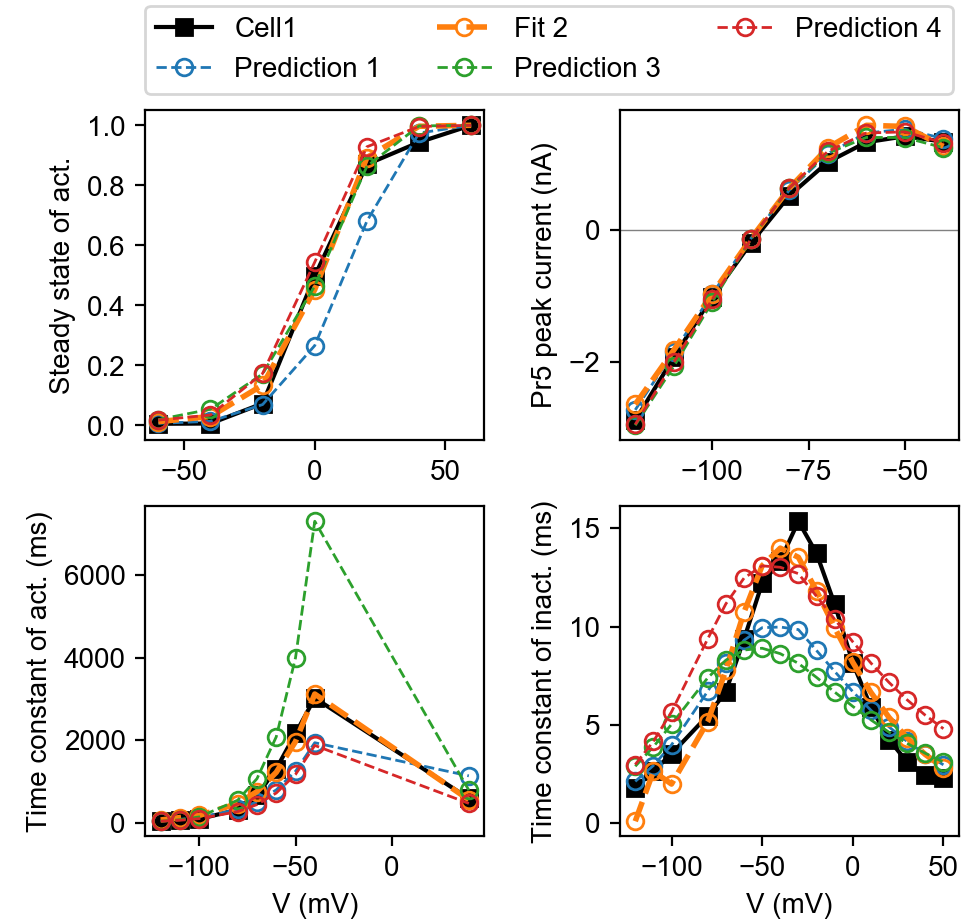 Cell1 Fit 2 Prediction 4
Prediction 1 Prediction 3
Steady state of act.
1.0
0.8
0.6
0.4
0.2
0.0
−50 0 50
Pr5 peak current (nA)
0
−2
−100 −75 −50
Time constant of act. (ms)
6000
4000
2000
0
−100 −50 0
V (mV)
Time constant of inact. (ms)
15
10
5
0
−100 −50 0 50
V (mV)